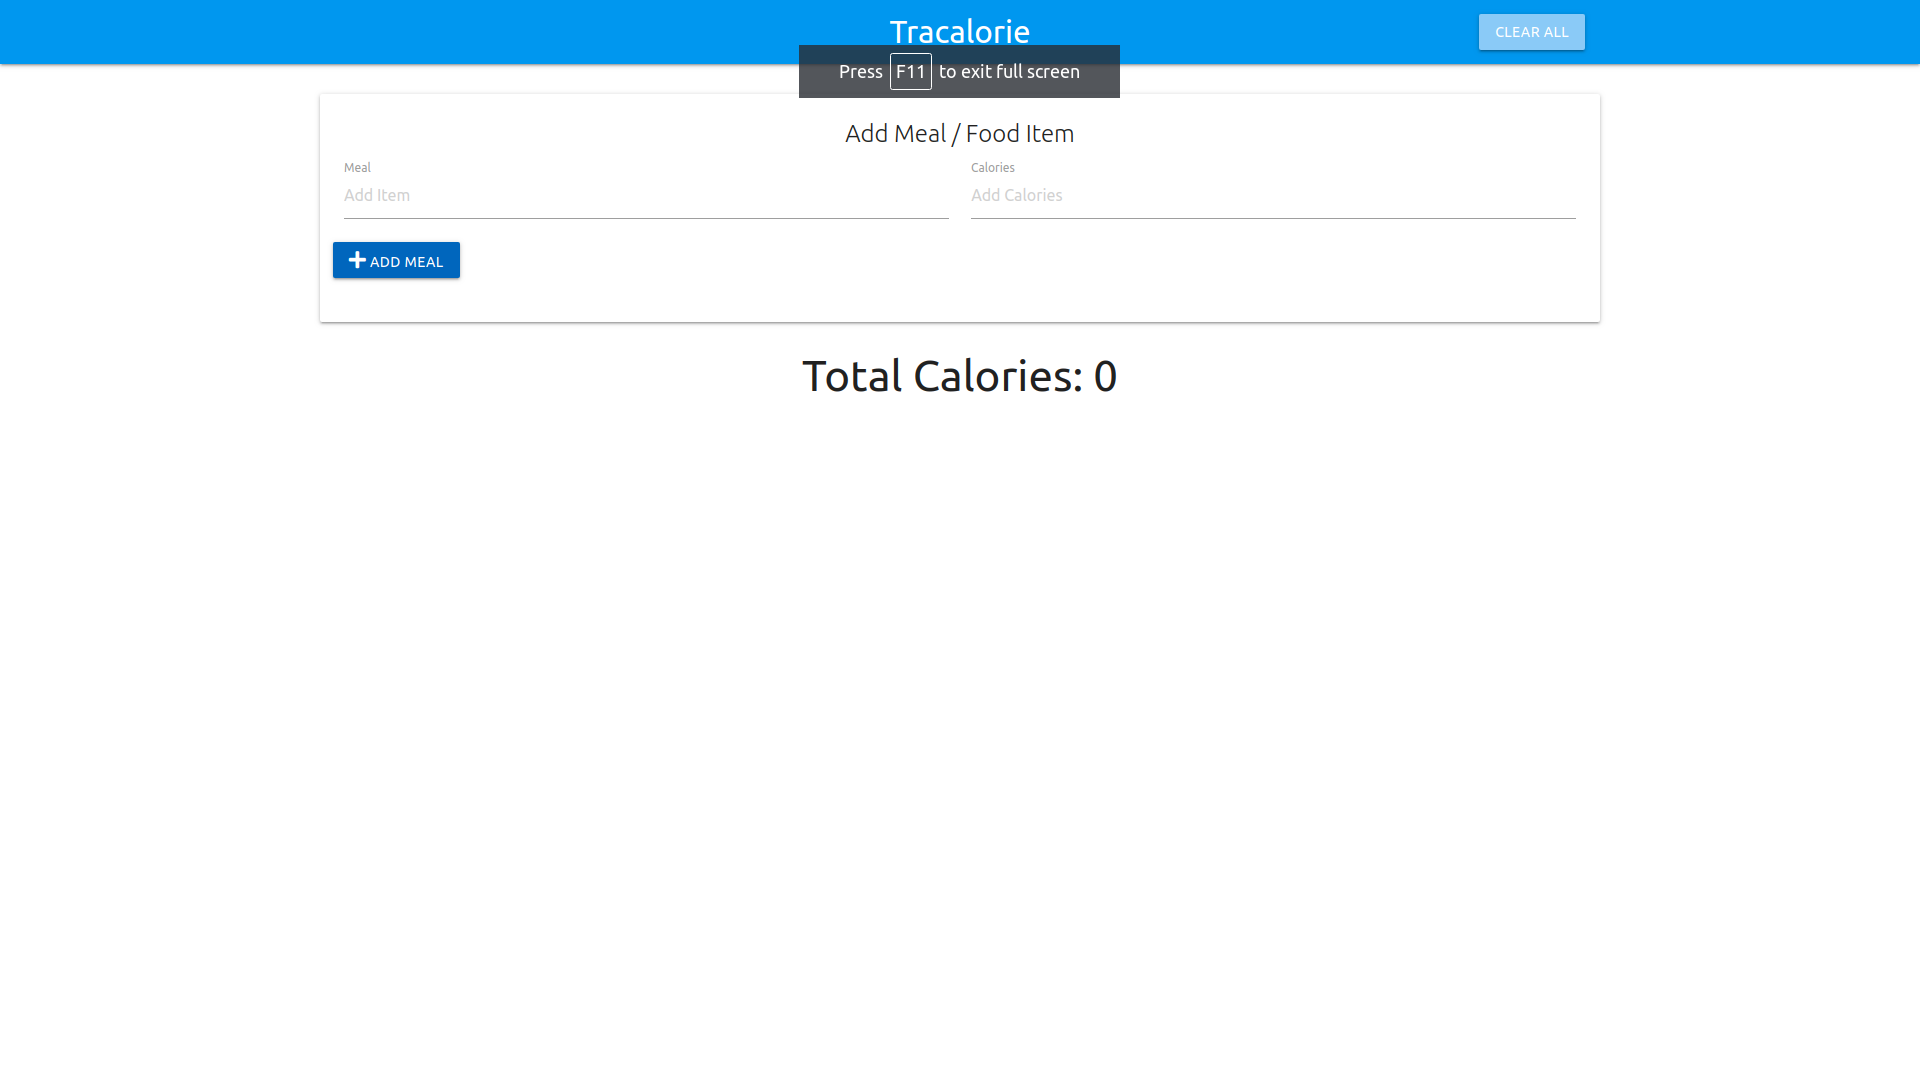 Tracalorie
CLEAR ALL
Press F11 to exit full screen
Add Meal / Food Item
Meal
Calories
Add Item
Add Calories
ADD MEAL
Total Calories: 0